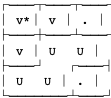 v* v .
v U U
U U .